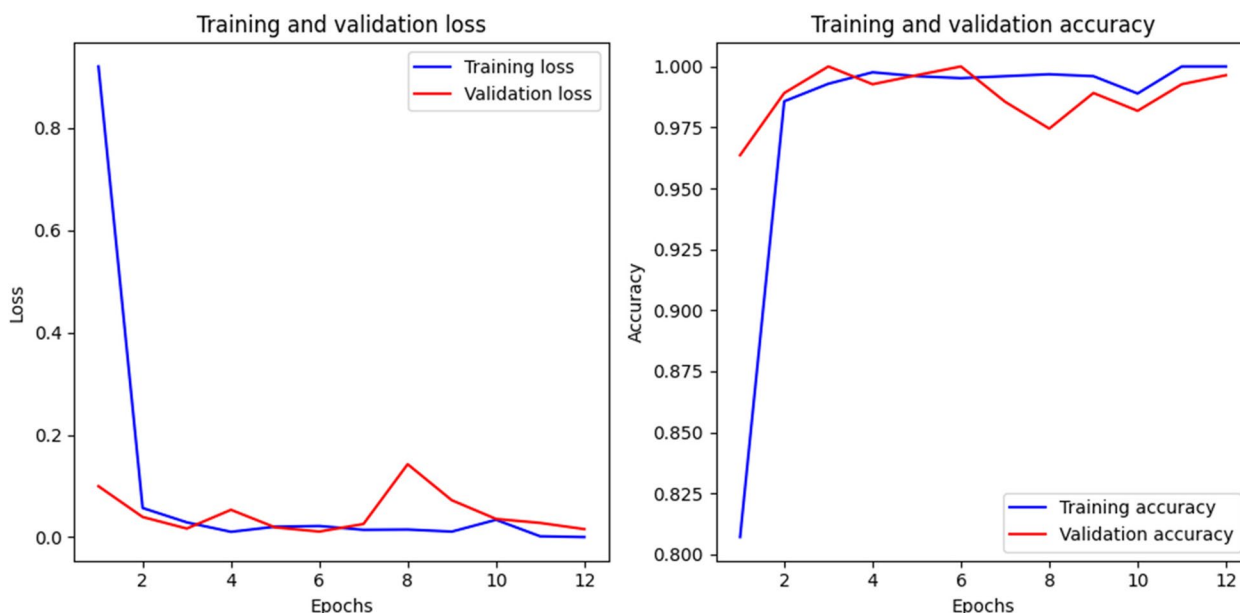 Training and validation loss
Training loss
Validation loss
Loss
0.8
0.6
0.4
0.2
0.0
2 4 6 8 10 12
Epochs
Training and validation accuracy
Accuracy
1.000
0.975
0.950
0.925
0.900
0.875
0.850
0.825
0.800
Training accuracy
Validation accuracy
2 4 6 8 10 12
Epochs